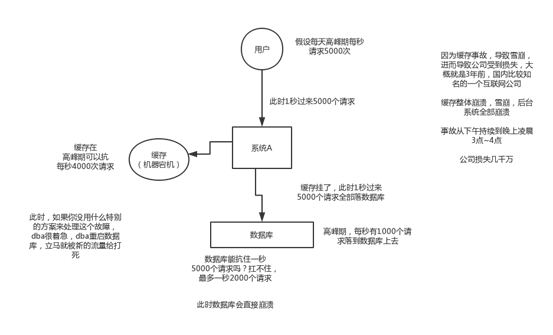 用户
假设每天高峰期每秒
请求5000次
此时1秒过来5000个请求
缓存在
高峰期可以抗
每秒4000次请求
缓存
（机器宕机）
系统A
缓存挂了，此时1秒过来
5000个请求全部落数据库
此时，如果你没用什么特别
的方案来处理这个故障，
dba很着急，dba重启数据
库，立马就被新的流量给打
死
数据库
高峰期，每秒有1000个请
求落到数据库上去
数据库能抗住一秒
5000个请求吗？扛不住，
最多一秒2000个请求
此时数据库会直接崩溃
因为缓存事故，导致雪崩，
进而导致公司受到损失，大
概就是3年前，国内比较知
名的一个互联网公司
缓存整体崩溃，雪崩，后台
系统全部崩溃
事故从下午持续到晚上凌晨
3点~4点
公司损失几千万